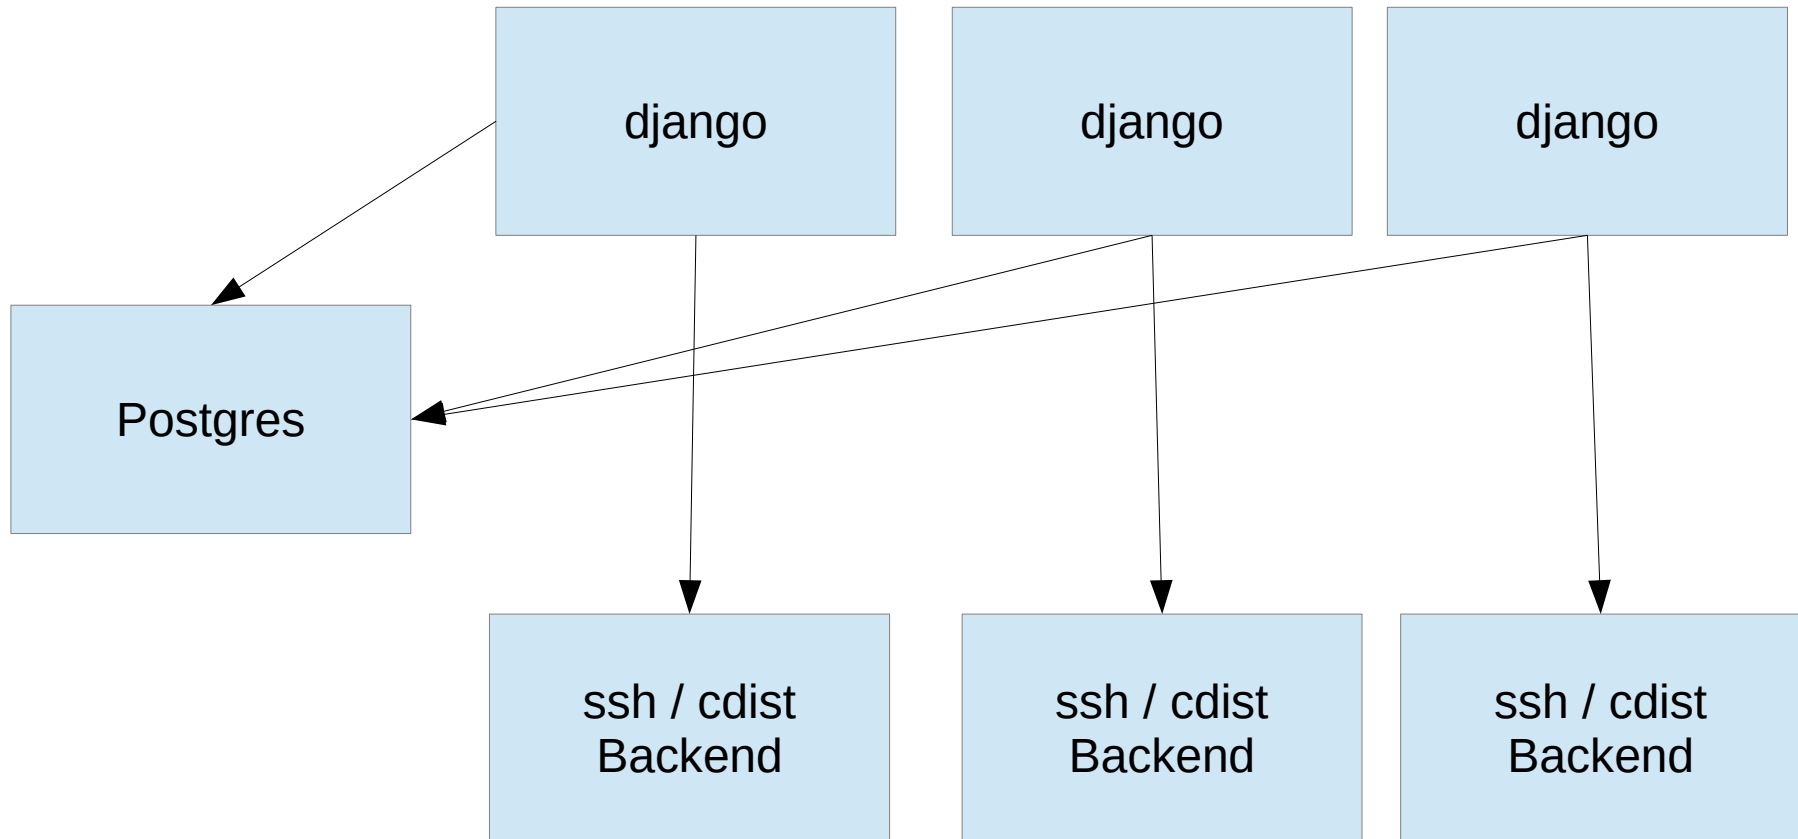 django
django
django
Postgres
ssh / cdist
Backend
ssh / cdist
Backend
ssh / cdist
Backend